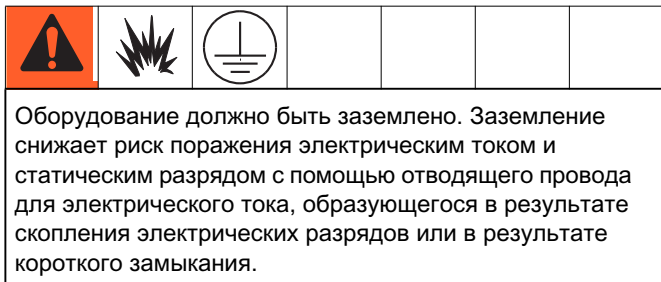 Оборудование должно быть заземлено. Заземление
снижает риск поражения электрическим током и
статическим разрядом с помощью отводящего провода
для электрического тока, образующегося в результате
скопления электрических разрядов или в результате
короткого замыкания.